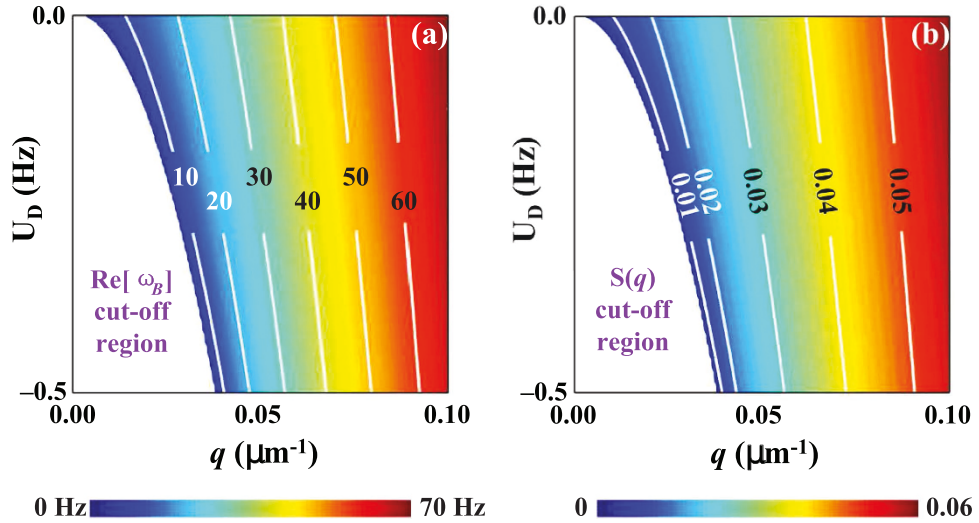 (a)
0.0
U_D (Hz)
–0.5
10
20
30
40
50
60
Re[ ω_B]
cut-off
region
0.00
0.05
0.10
q (μm⁻¹)
0 Hz
70 Hz
(b)
0.0
U_D (Hz)
–0.5
0.01
0.02
0.03
0.04
0.05
S(q)
cut-off
region
0.00
0.05
0.10
q (μm⁻¹)
0
0.06